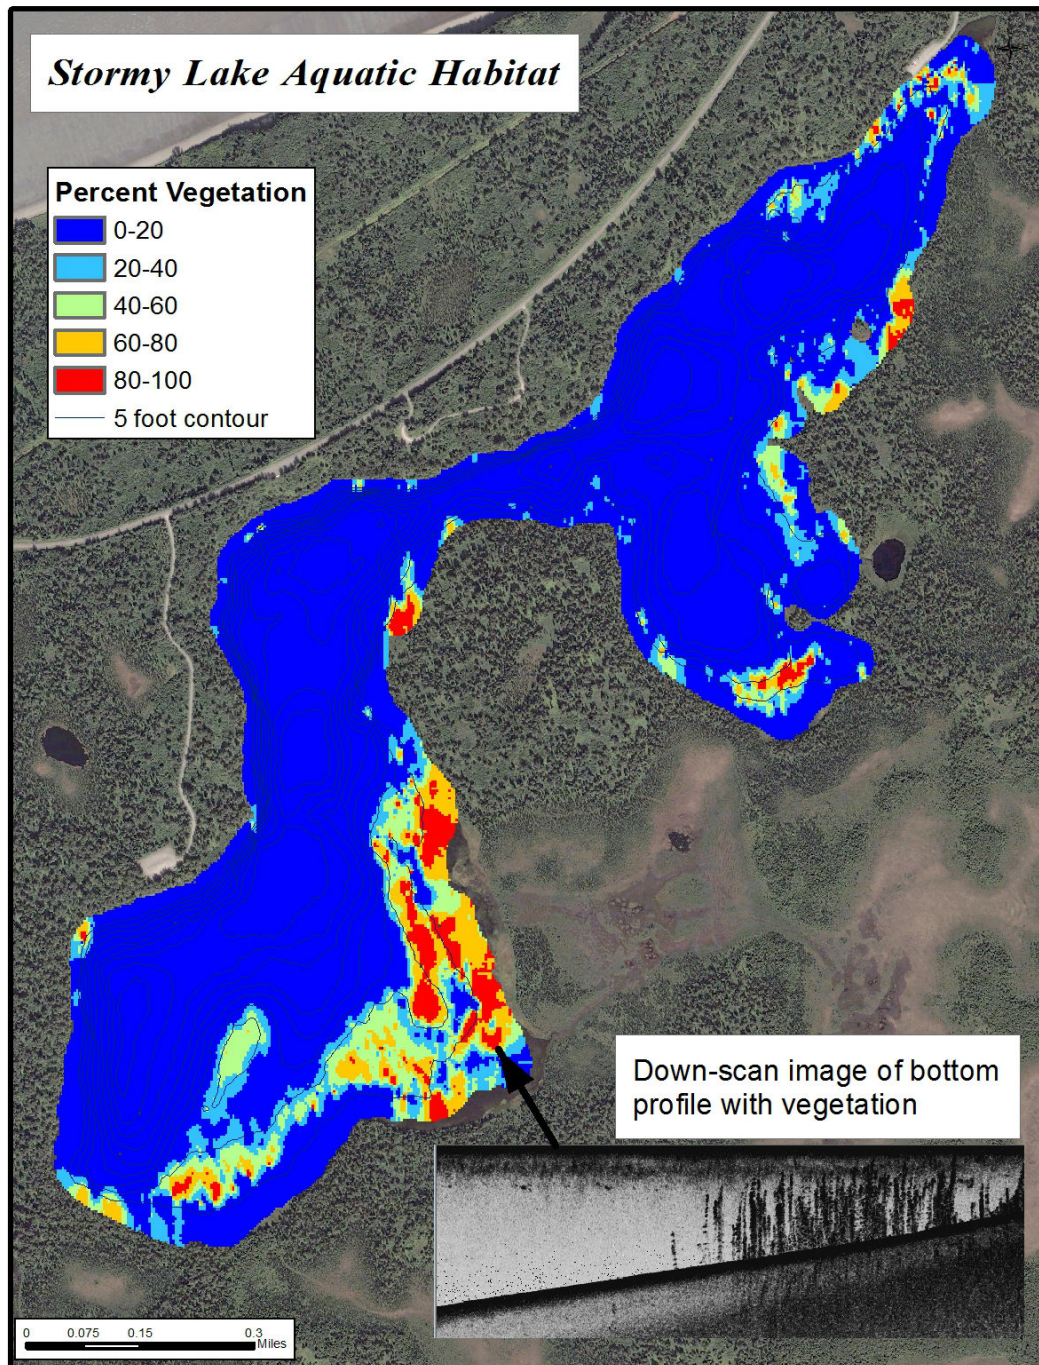 Stormy Lake Aquatic Habitat
Percent Vegetation
0-20
20-40
40-60
60-80
80-100
5 foot contour
Down-scan image of bottom
profile with vegetation
0 0.075 0.15 0.3
Miles